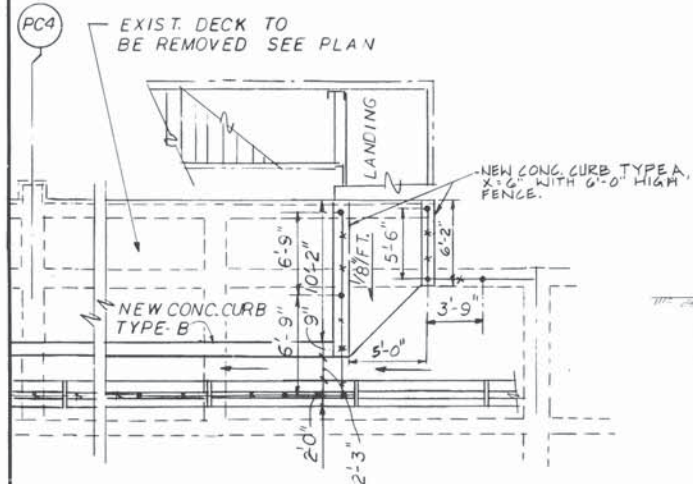 PC4
EXIST. DECK TO
BE REMOVED SEE PLAN
LANDING
NEW CONC. CURB TYPE A,
X=6" WITH 6'-0" HIGH
FENCE.
6'-9"
10'-2"
1/8"/FT.
5'-6"
6'-2"
NEW CONC. CURB
TYPE-B
6'-9"
9"
3'-9"
5'-0"
2'-0"
2'-3"